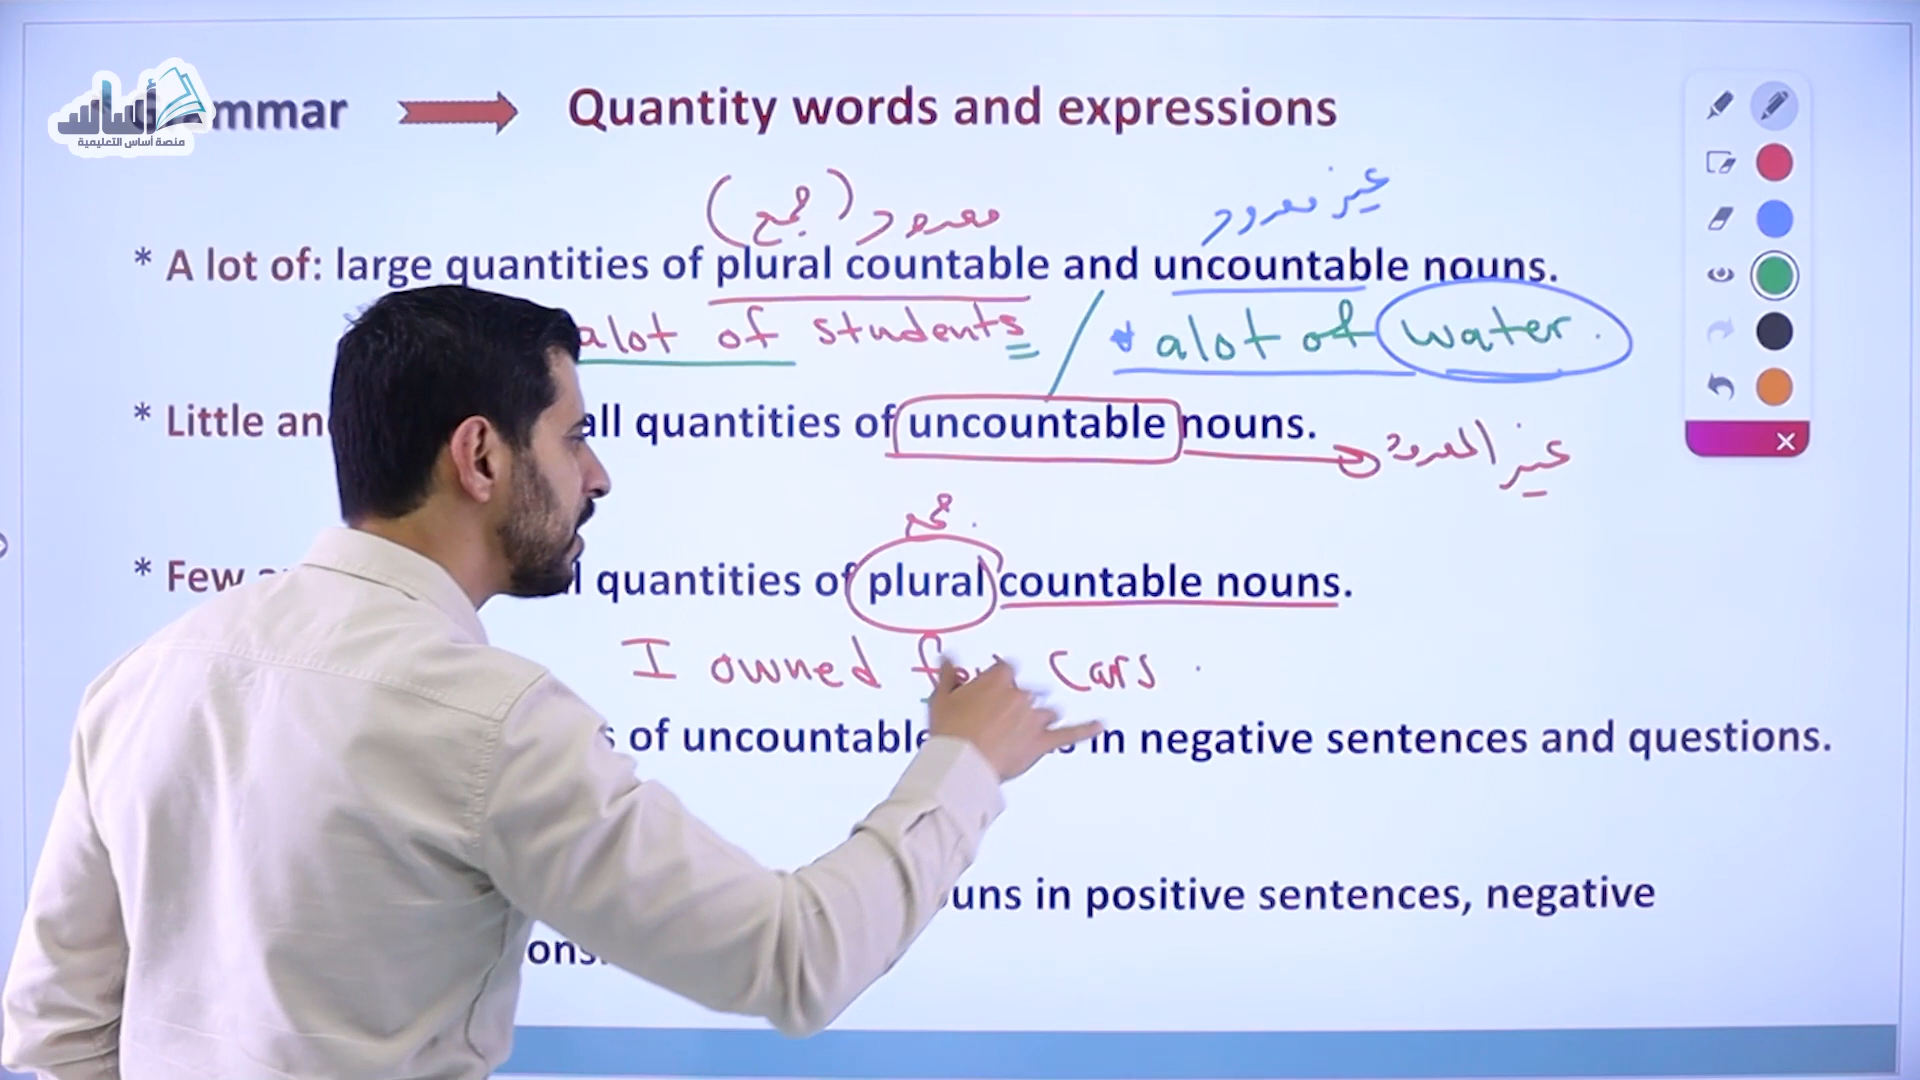 أساس
منصة أساس التعليمية
mmar Quantity words and expressions
معدود (جمع) غير معدود
* A lot of: large quantities of plural countable and uncountable nouns.
alot of students / * alot of water.
* Little an all quantities of uncountable nouns.
غير المعدود
جمع
* Few l quantities of plural countable nouns.
I owned few cars.
s of uncountable s in negative sentences and questions.
uns in positive sentences, negative
ons.